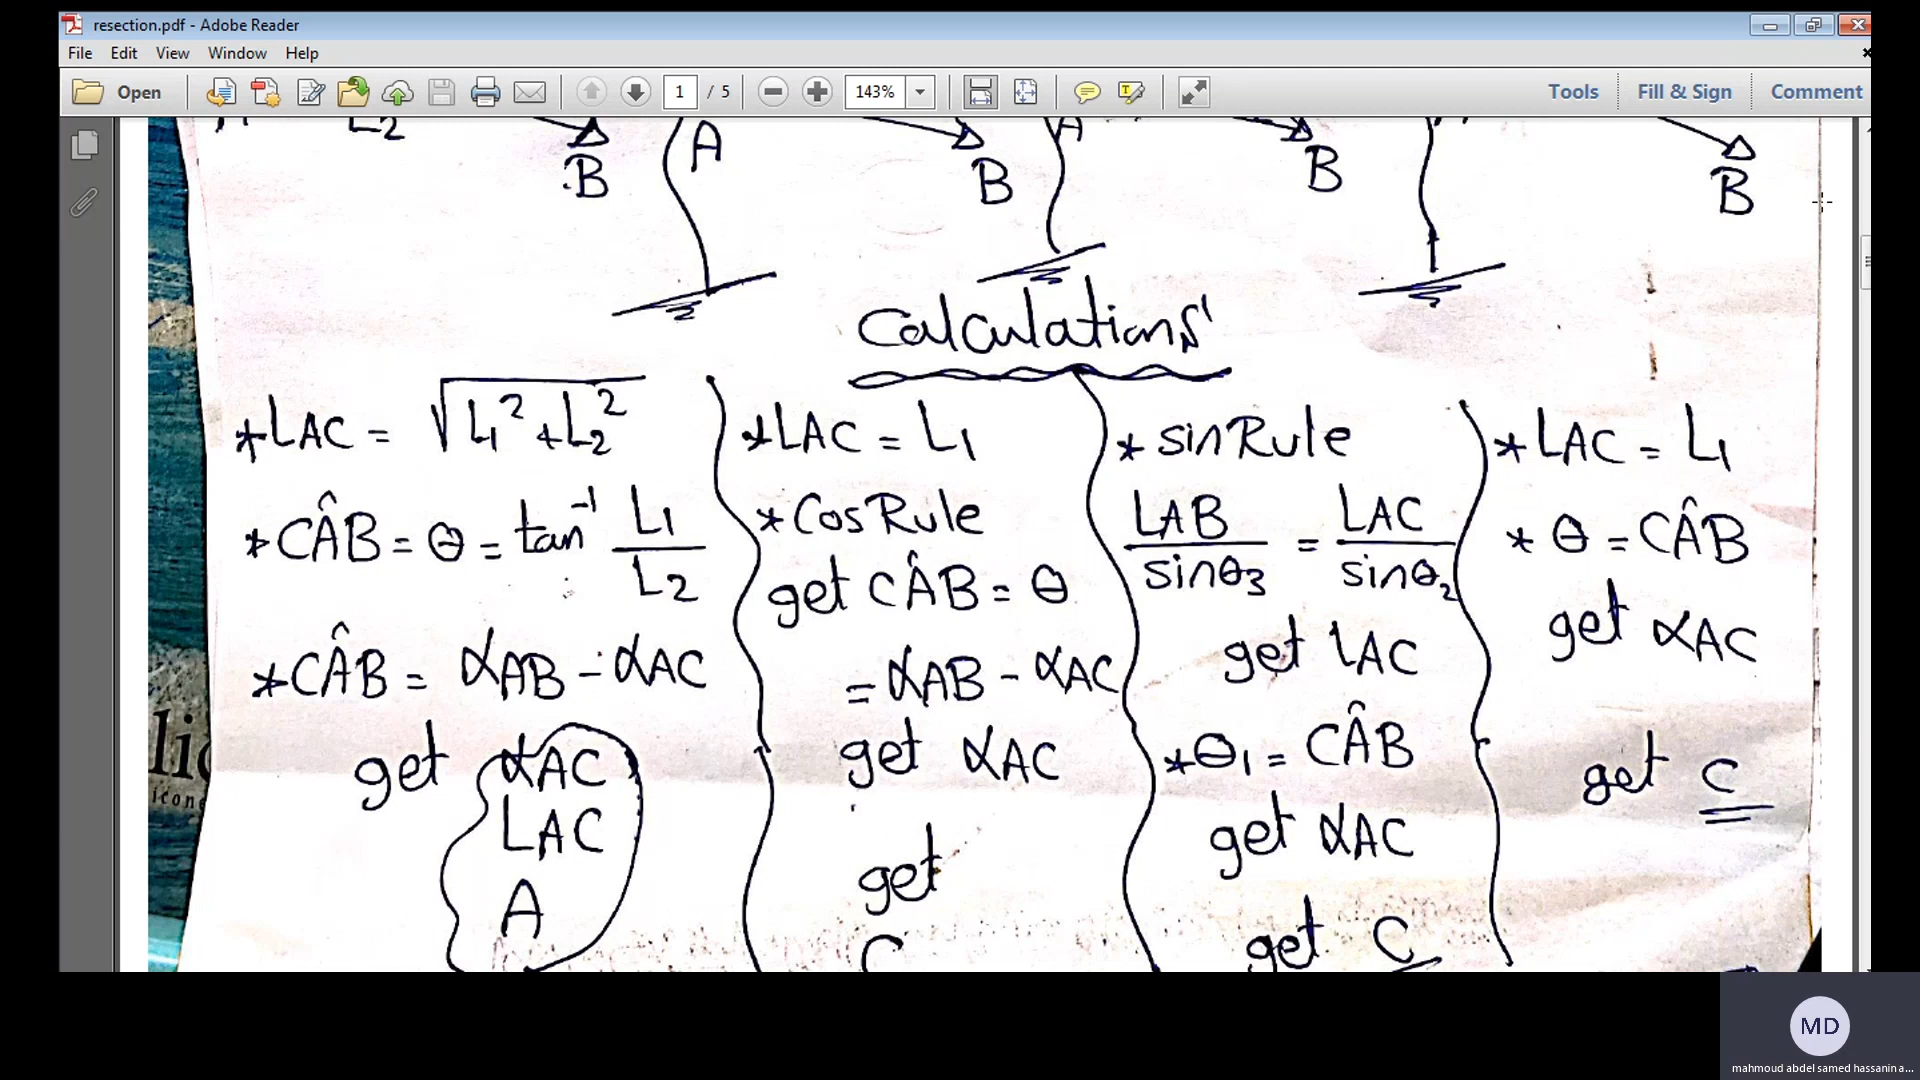 resection.pdf - Adobe Reader
File Edit View Window Help
Open 1 / 5 143% Tools Fill & Sign Comment
L2 B A B A B B
Calculations
*LAC = √L1² + L2²
*CÂB = θ = tan⁻¹ L1/L2
*CÂB = αAB - αAC
get αAC
LAC
A
*LAC = L1
*Cos Rule
get CÂB = θ
= αAB - αAC
get αAC
get
C
* sin Rule
LAB/sinθ3 = LAC/sinθ2
get LAC
*θ1 = CÂB
get αAC
get C
*LAC = L1
* θ = CÂB
get αAC
get C
MD
mahmoud abdel samed hassanin a...